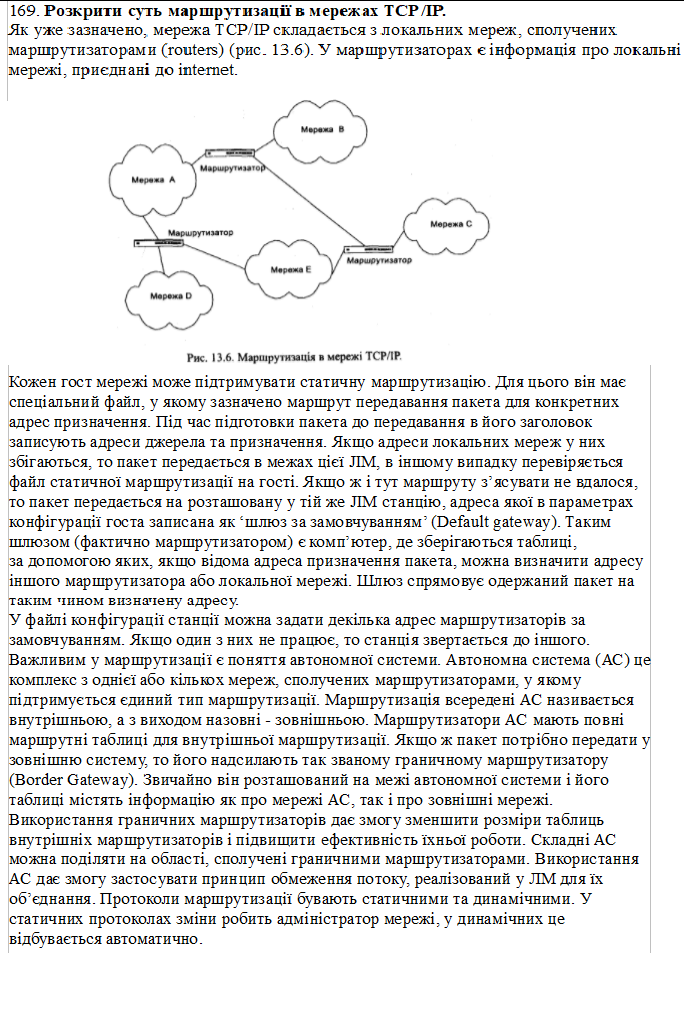 169. Розкрити суть маршрутизації в мережах TCP/IP.
Як уже зазначено, мережа TCP/IP складається з локальних мереж, сполучених
маршрутизаторами (routers) (рис. 13.6). У маршрутизаторах є інформація про локальні
мережі, приєднані до internet.
Мережа B
Маршрутизатор
Мережа A
Мережа C
Маршрутизатор
Маршрутизатор
Мережа E
Мережа D
Рис. 13.6. Маршрутизація в мережі TCP/IP.
Кожен гост мережі може підтримувати статичну маршрутизацію. Для цього він має
спеціальний файл, у якому зазначено маршрут передавання пакета для конкретних
адрес призначення. Під час підготовки пакета до передавання в його заголовок
записують адреси джерела та призначення. Якщо адреси локальних мереж у них
збігаються, то пакет передається в межах цієї ЛМ, в іншому випадку перевіряється
файл статичної маршрутизації на гості. Якщо ж і тут маршруту з’ясувати не вдалося,
то пакет передається на розташовану у тій же ЛМ станцію, адреса якої в параметрах
конфігурації госта записана як ‘шлюз за замовчуванням’ (Default gateway). Таким
шлюзом (фактично маршрутизатором) є комп’ютер, де зберігаються таблиці,
за допомогою яких, якщо відома адреса призначення пакета, можна визначити адресу
іншого маршрутизатора або локальної мережі. Шлюз спрямовує одержаний пакет на
таким чином визначену адресу.
У файлі конфігурації станції можна задати декілька адрес маршрутизаторів за
замовчуванням. Якщо один з них не працює, то станція звертається до іншого.
Важливим у маршрутизації є поняття автономної системи. Автономна система (АС) це
комплекс з однієї або кількох мереж, сполучених маршрутизаторами, у якому
підтримується єдиний тип маршрутизації. Маршрутизація всередені АС називається
внутрішньою, а з виходом назовні - зовнішньою. Маршрутизатори АС мають повні
маршрутні таблиці для внутрішньої маршрутизації. Якщо ж пакет потрібно передати у
зовнішню систему, то його надсилають так званому граничному маршрутизатору
(Border Gateway). Звичайно він розташований на межі автономної системи і його
таблиці містять інформацію як про мережі АС, так і про зовнішні мережі.
Використання граничних маршрутизаторів дає змогу зменшити розміри таблиць
внутрішніх маршрутизаторів і підвищити ефективність їхньої роботи. Складні АС
можна поділяти на області, сполучені граничними маршрутизаторами. Використання
АС дає змогу застосувати принцип обмеження потоку, реалізований у ЛМ для їх
об’єднання. Протоколи маршрутизації бувають статичними та динамічними. У
статичних протоколах зміни робить адміністратор мережі, у динамічних це
відбувається автоматично.